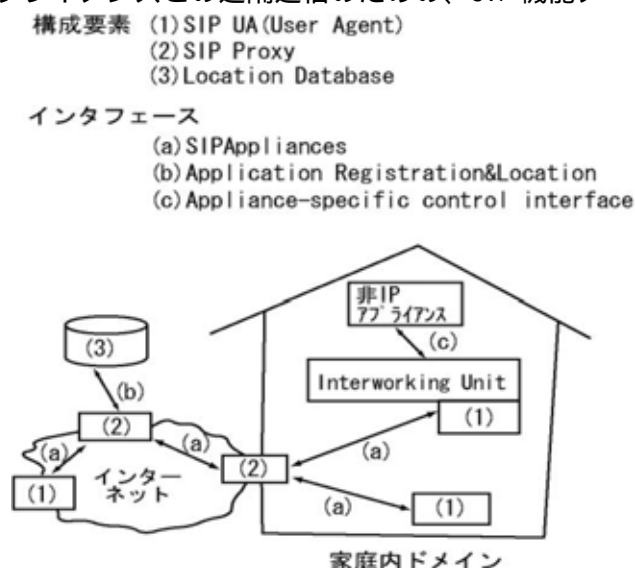 構成要素 (1)SIP UA(User Agent)
(2)SIP Proxy
(3)Location Database
インタフェース
(a)SIPAppliances
(b)Application Registration&Location
(c)Appliance-specific control interface
非IP
アプライアンス
(c)
(3)
Interworking Unit
(b)
(1)
(2)
(a)
(a)
(a)
(2)
インター
ネット
(1)
(a)
(1)
家庭内ドメイン